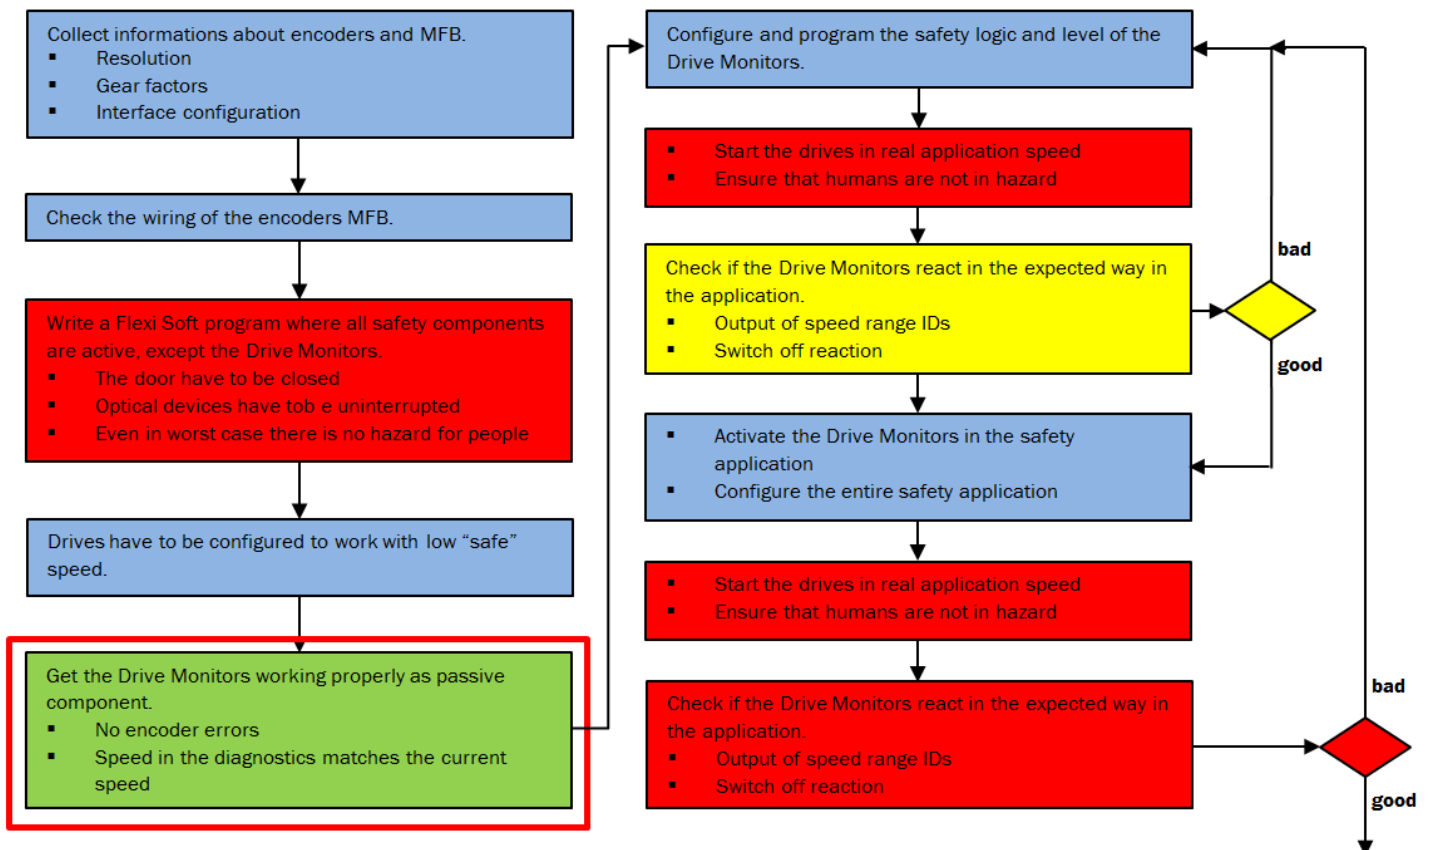 Collect informations about encoders and MFB.
▪ Resolution
▪ Gear factors
▪ Interface configuration
Check the wiring of the encoders MFB.
Write a Flexi Soft program where all safety components
are active, except the Drive Monitors.
▪ The door have to be closed
▪ Optical devices have tob e uninterrupted
▪ Even in worst case there is no hazard for people
Drives have to be configured to work with low “safe”
speed.
Get the Drive Monitors working properly as passive
component.
▪ No encoder errors
▪ Speed in the diagnostics matches the current
speed
Configure and program the safety logic and level of the
Drive Monitors.
▪ Start the drives in real application speed
▪ Ensure that humans are not in hazard
Check if the Drive Monitors react in the expected way in
the application.
▪ Output of speed range IDs
▪ Switch off reaction
bad
good
▪ Activate the Drive Monitors in the safety
application
▪ Configure the entire safety application
▪ Start the drives in real application speed
▪ Ensure that humans are not in hazard
Check if the Drive Monitors react in the expected way in
the application.
▪ Output of speed range IDs
▪ Switch off reaction
bad
good